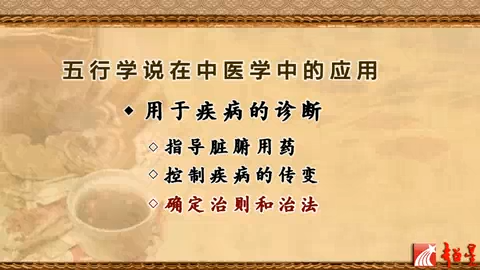 五行学说在中医学中的应用
用于疾病的诊断
指导脏腑用药
控制疾病的传变
确定治则和治法
超星